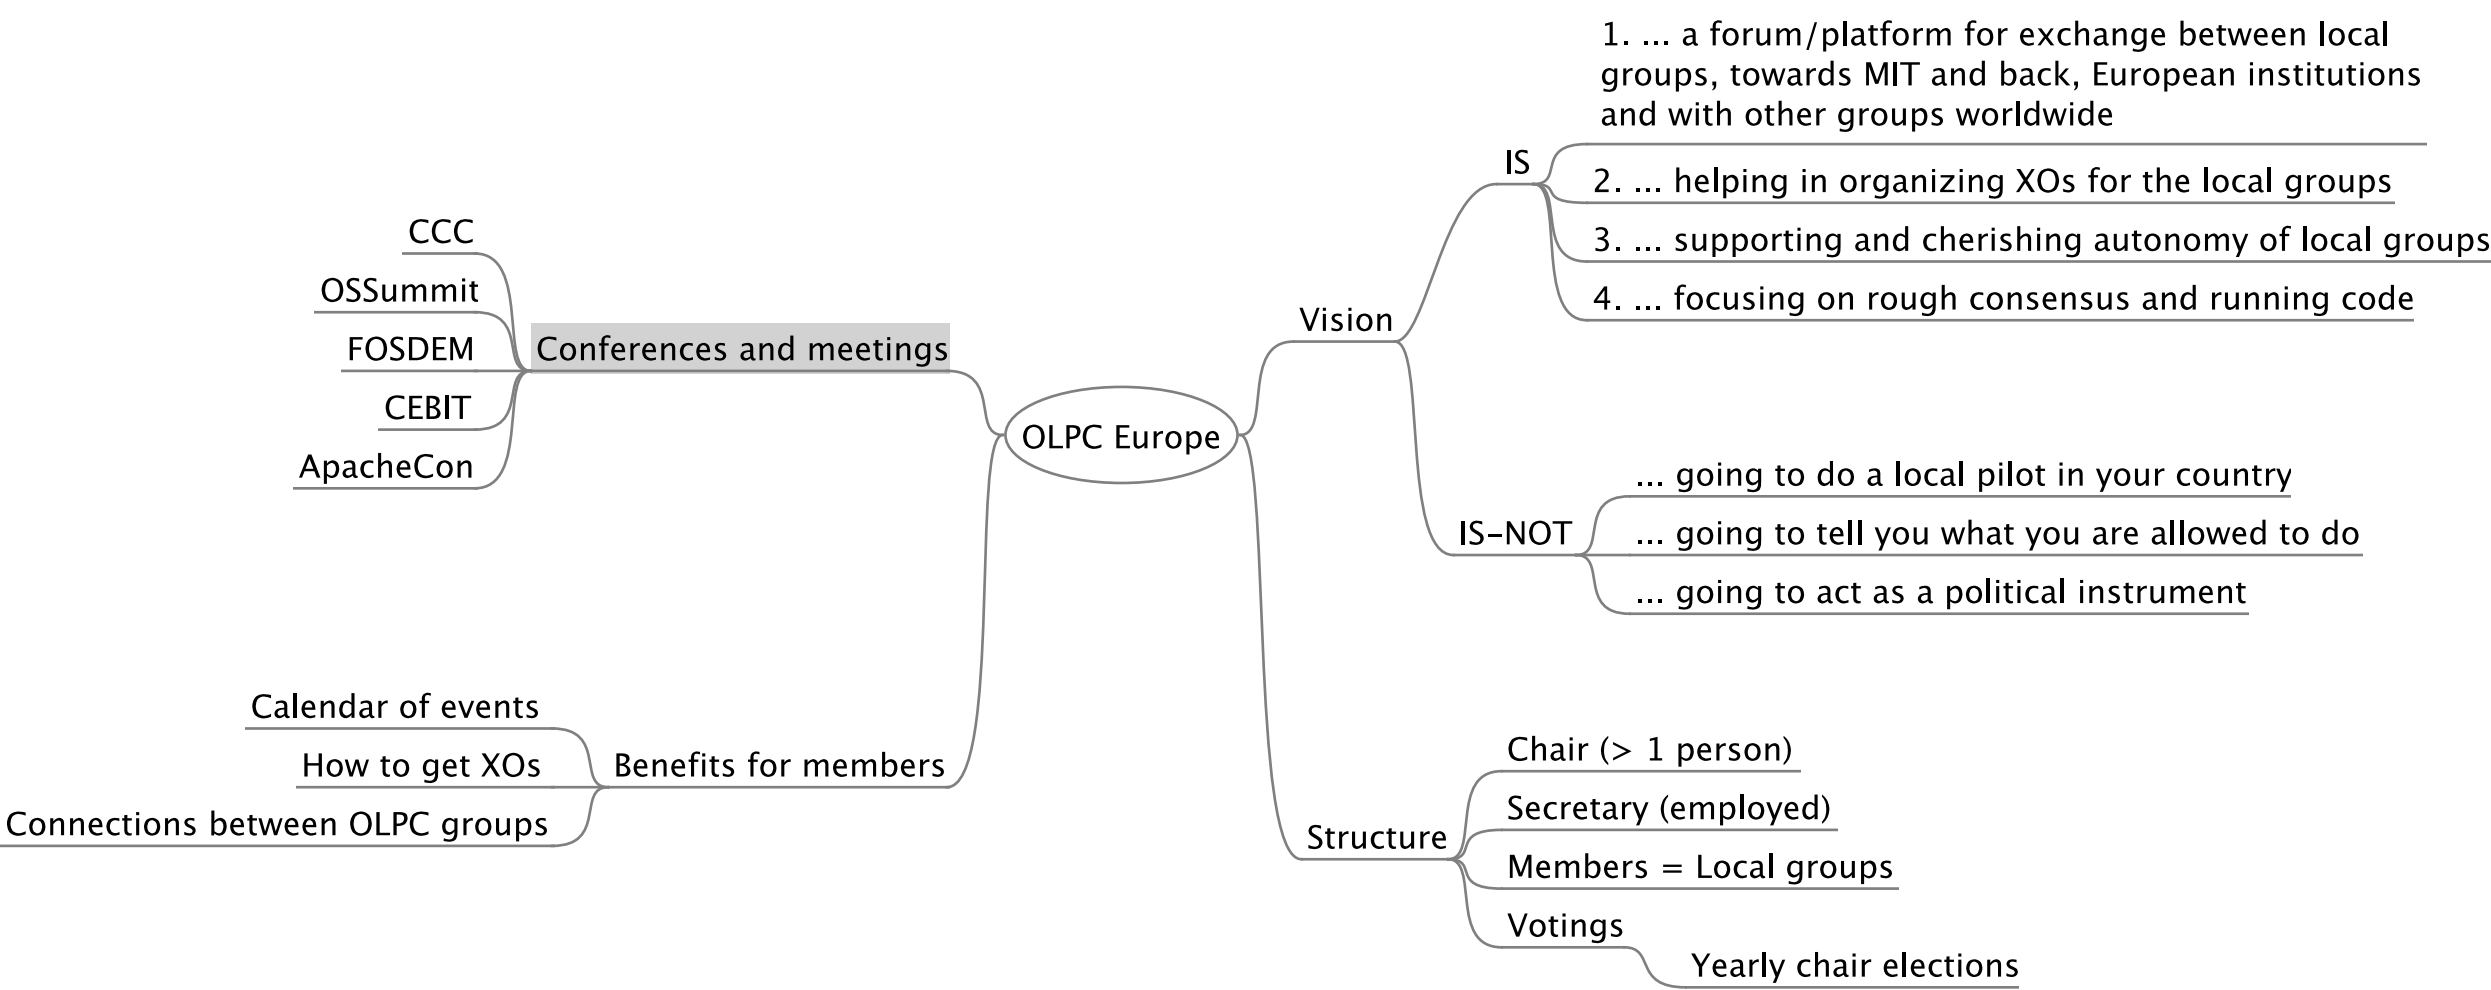 OLPC Europe
Conferences and meetings
CCC
OSSummit
FOSDEM
CEBIT
ApacheCon
Benefits for members
Calendar of events
How to get XOs
Connections between OLPC groups
Vision
IS
1. ... a forum/platform for exchange between local
groups, towards MIT and back, European institutions
and with other groups worldwide
2. ... helping in organizing XOs for the local groups
3. ... supporting and cherishing autonomy of local groups
4. ... focusing on rough consensus and running code
IS-NOT
... going to do a local pilot in your country
... going to tell you what you are allowed to do
... going to act as a political instrument
Structure
Chair (> 1 person)
Secretary (employed)
Members = Local groups
Votings
Yearly chair elections